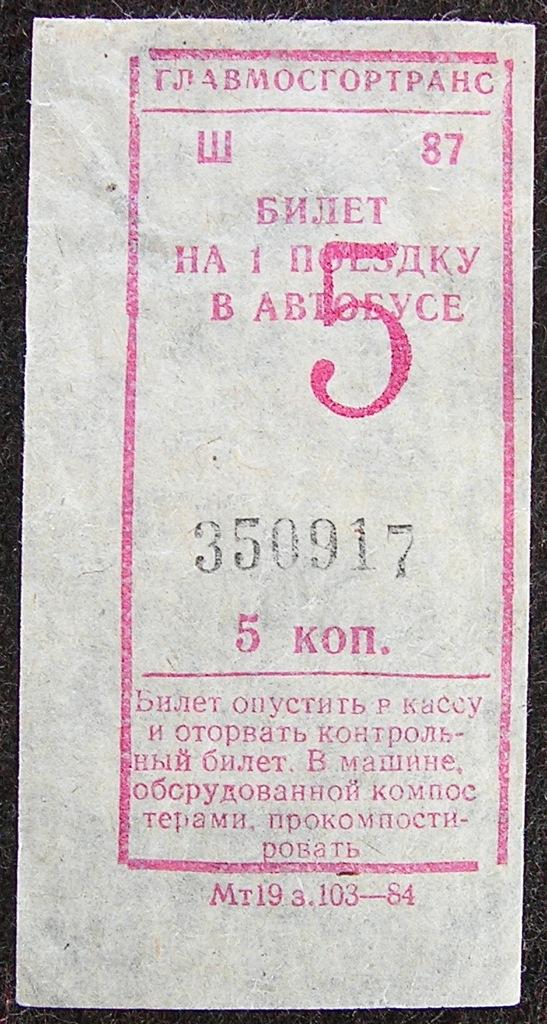 ГЛАВМОСГОРТРАНС
Ш 87
БИЛЕТ
НА 1 ПОЕЗДКУ
В АВТОБУСЕ
5
350917
5 КОП.
Билет опустить в кассу
и оторвать контроль-
ный билет. В машине,
оборудованной компос
терами, прокомпости-
ровать
Мт19 з.103—84